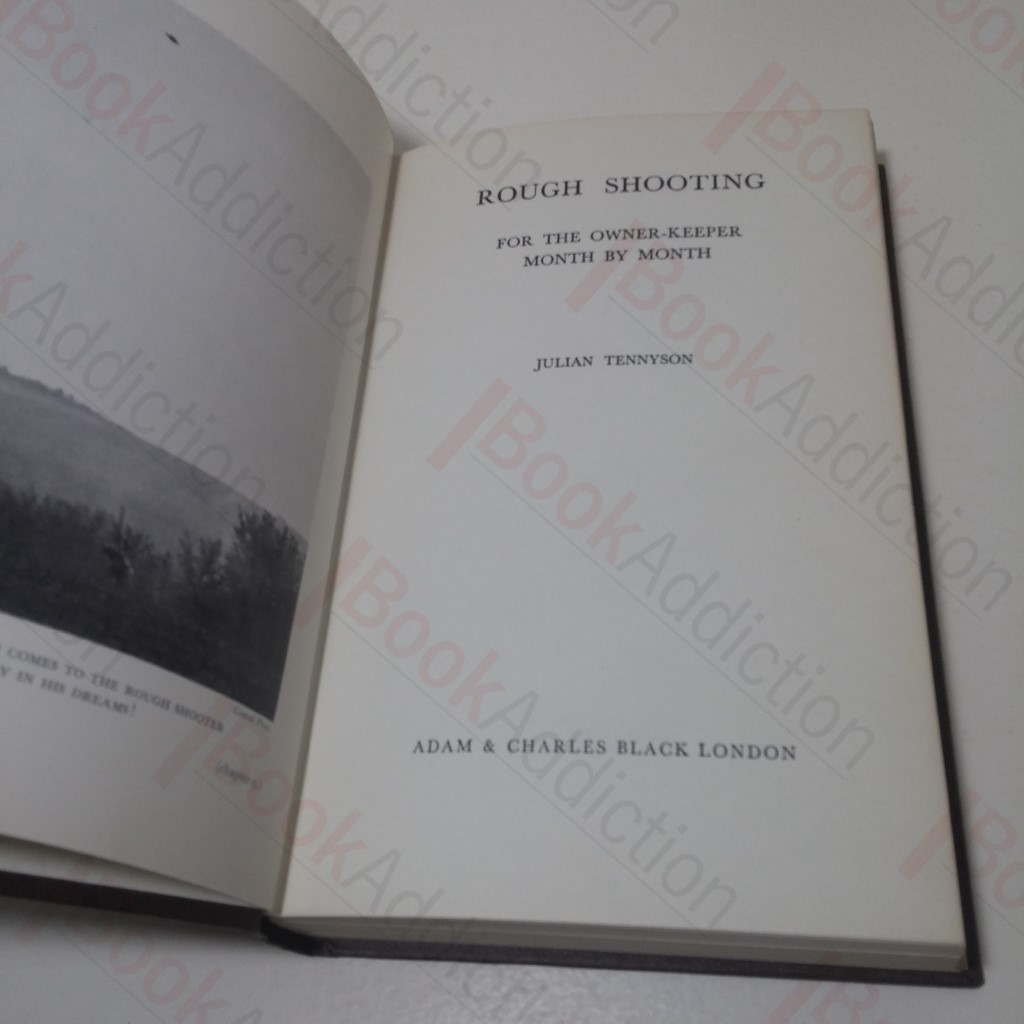 COMES TO THE ROUGH SHOOTER
Y IN HIS DREAMS!
ROUGH SHOOTING
FOR THE OWNER-KEEPER
MONTH BY MONTH
JULIAN TENNYSON
ADAM & CHARLES BLACK LONDON
BookAddiction